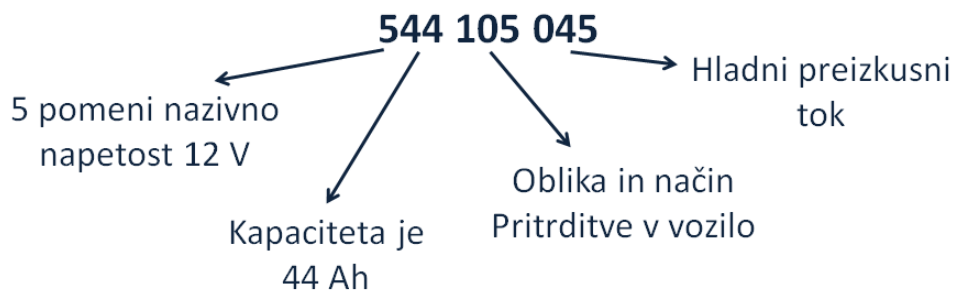 544 105 045
5 pomeni nazivno
napetost 12 V
Kapaciteta je
44 Ah
Oblika in način
Pritrditve v vozilo
Hladni preizkusni
tok